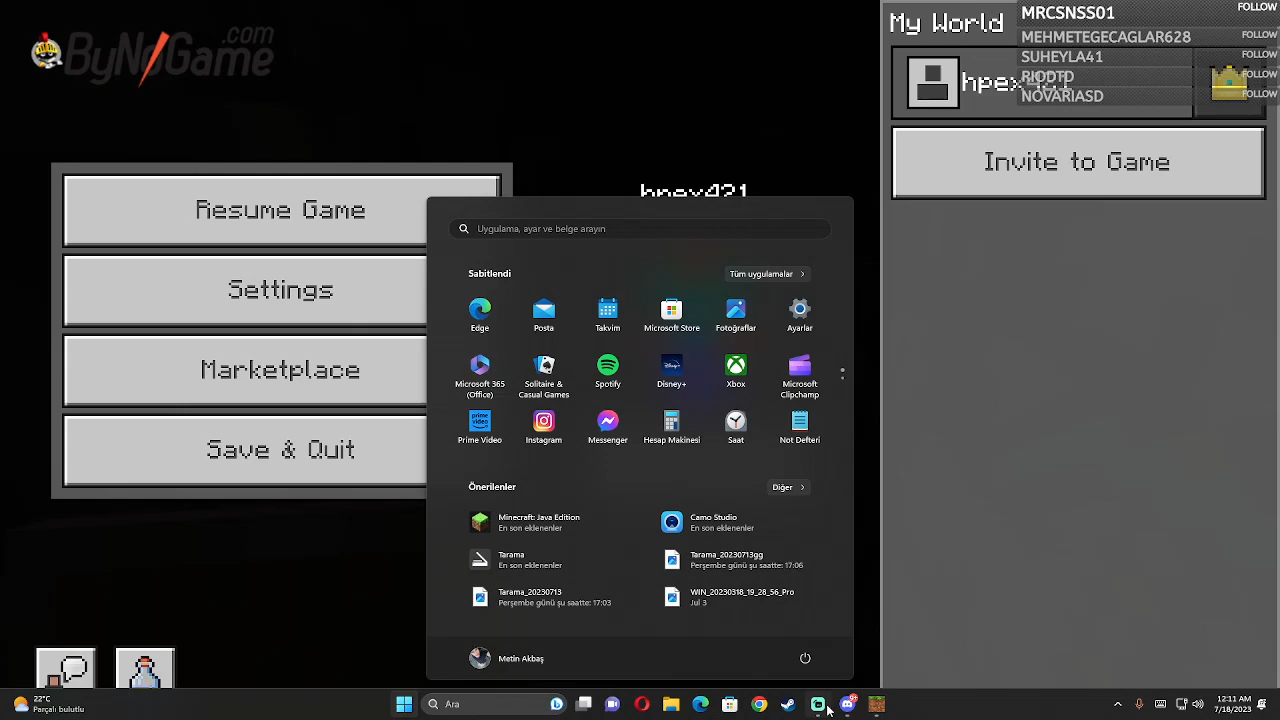 ByNoGame.com
My World
MRCSNSS01 FOLLOW
MEHMETEGECAGLAR628 FOLLOW
SUHEYLA41 FOLLOW
RIODTD FOLLOW
NOVARIASD FOLLOW
Invite to Game
hpex421
Resume Game
Settings
Marketplace
Save & Quit
Uygulama, ayar ve belge arayın
Sabitlendi
Tüm uygulamalar
Edge
Posta
Takvim
Microsoft Store
Fotoğraflar
Ayarlar
Microsoft 365
(Office)
Solitaire &
Casual Games
Spotify
Disney+
Xbox
Microsoft
Clipchamp
prime
video
Prime Video
Instagram
Messenger
Hesap Makinesi
Saat
Not Defteri
Önerilenler
Diğer
Minecraft: Java Edition
En son eklenenler
Camo Studio
En son eklenenler
Tarama
En son eklenenler
Tarama_20230713gg
Perşembe günü şu saatte: 17:06
Tarama_20230713
Perşembe günü şu saatte: 17:03
WIN_20230318_19_28_56_Pro
Jul 3
Metin Akbaş
22°C
Parçalı bulutlu
Ara
12:11 AM
7/18/2023